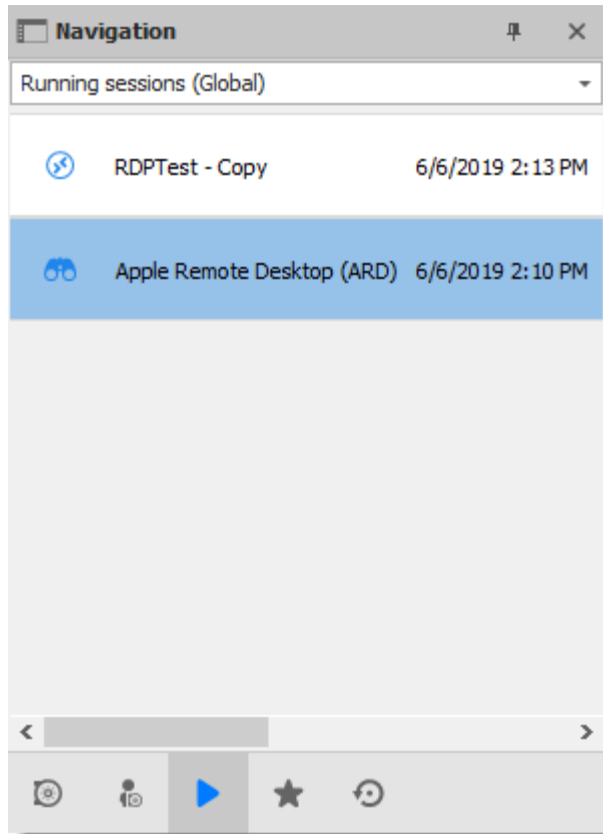 Navigation
Running sessions (Global)
RDPTest - Copy 6/6/2019 2:13 PM
Apple Remote Desktop (ARD) 6/6/2019 2:10 PM